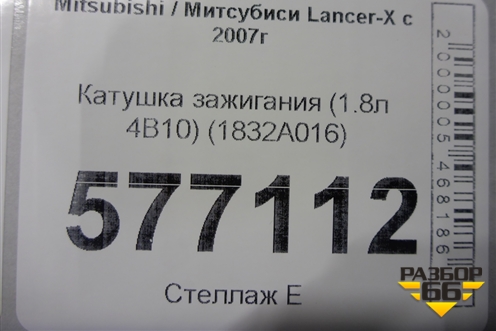 Mitsubishi / Митсубиси Lancer-X с
2007г
Катушка зажигания (1.8л
4B10) (1832A016)
577112
Стеллаж Е
2000005468186
РАЗБОР
66